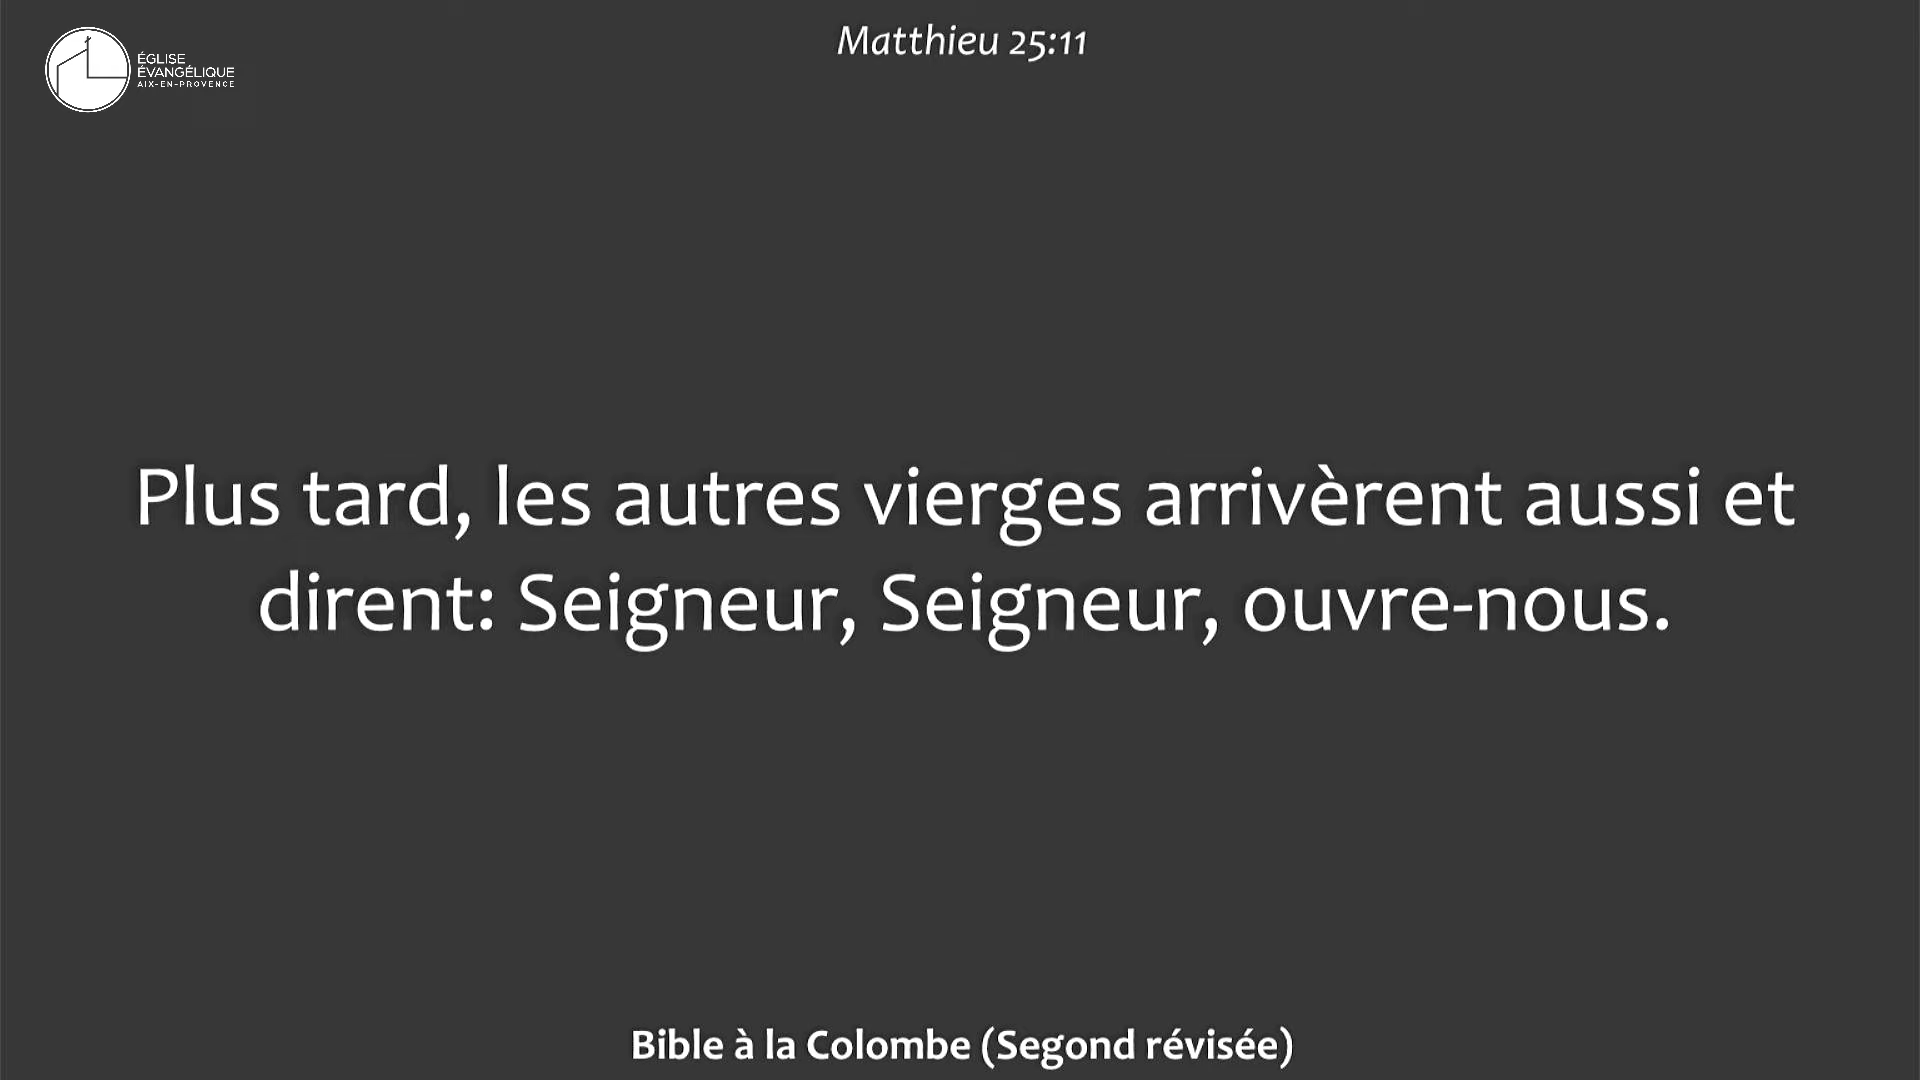 ÉGLISE
ÉVANGÉLIQUE
AIX-EN-PROVENCE
Matthieu 25:11
Plus tard, les autres vierges arrivèrent aussi et
dirent: Seigneur, Seigneur, ouvre-nous.
Bible à la Colombe (Segond révisée)